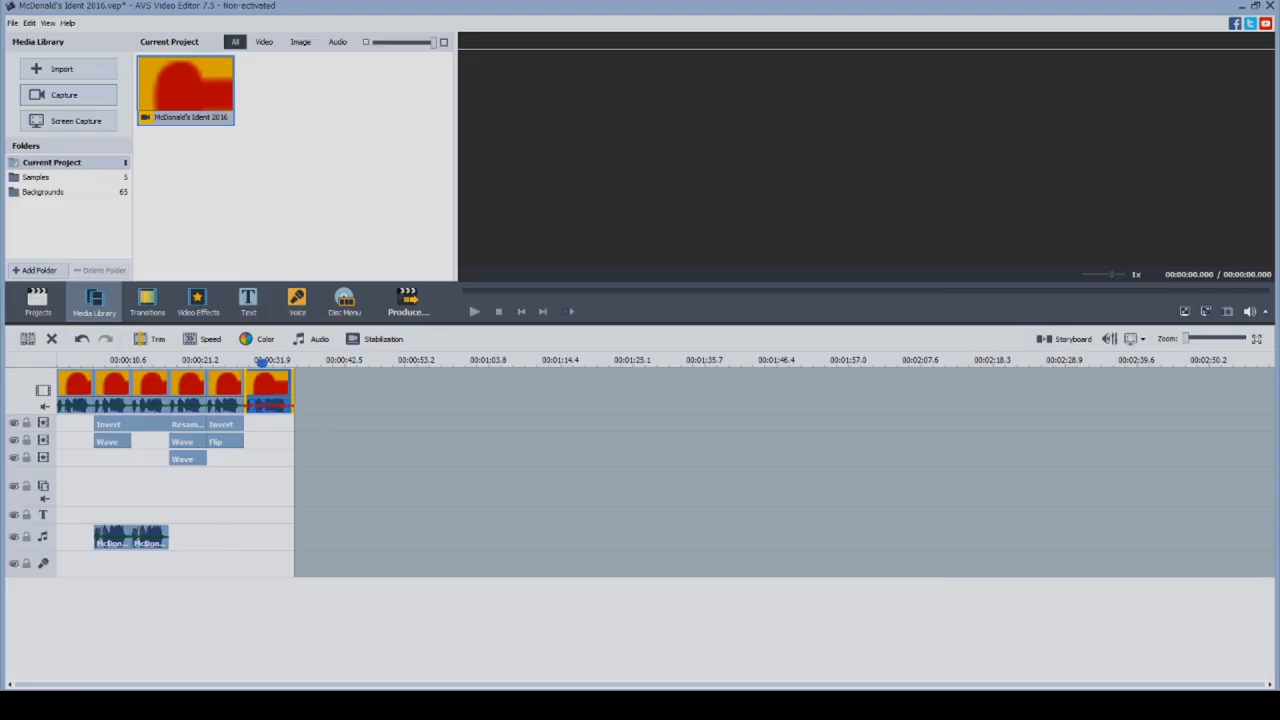 McDonald's Ident 2016.vep* - AVS Video Editor 7.5 - Non-activated
File Edit View Help
Media Library
Current Project All Video Image Audio
Import
Capture
Screen Capture
McDonald's Ident 2016
Folders
Current Project 1
Samples 5
Backgrounds 65
+ Add Folder — Delete Folder
1x 00:00:00.000 / 00:00:00.000
Projects Media Library Transitions Video Effects Text Voice Disc Menu Produce...
Trim Speed Color Audio Stabilization Storyboard Zoom:
00:00:10.6 00:00:21.2 00:00:31.9 00:00:42.5 00:00:53.2 00:01:03.8 00:01:14.4 00:01:25.1 00:01:35.7 00:01:46.4 00:01:57.0 00:02:07.6 00:02:18.3 00:02:28.9 00:02:39.6 00:02:50.2
Invert Resam... Invert
Wave Wave Flip
Wave
T
McDon... McDon...